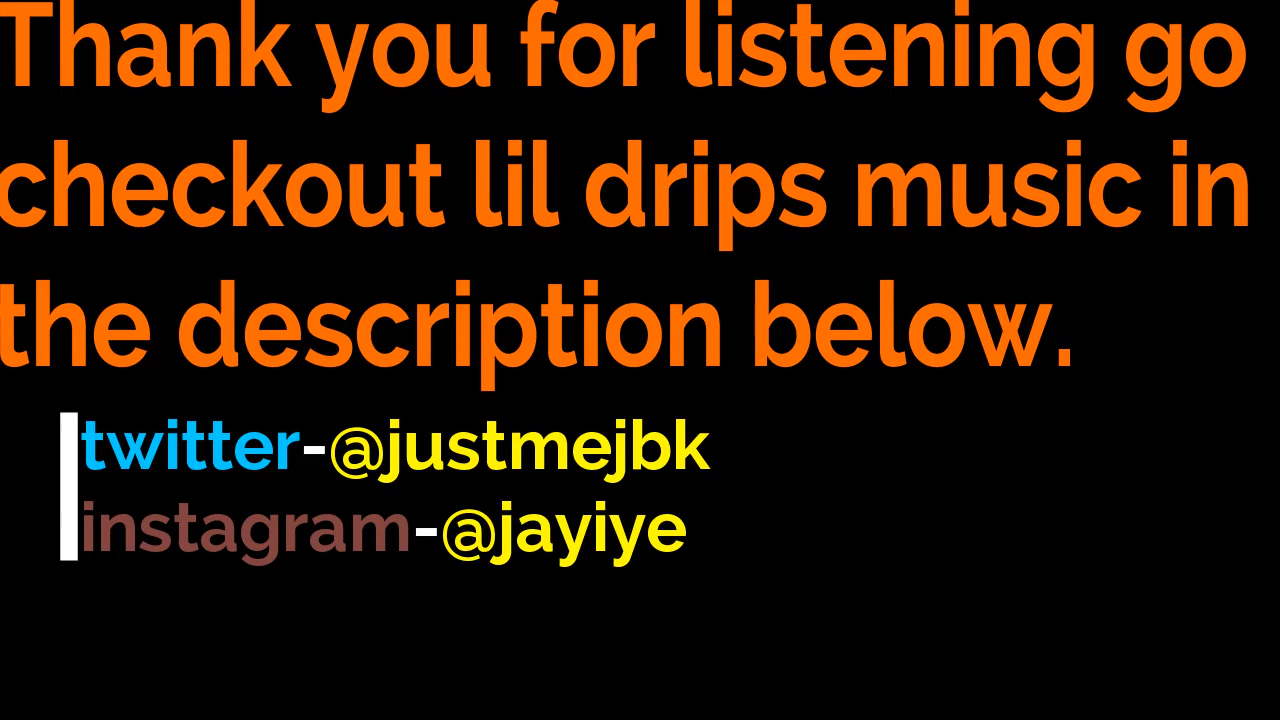 Thank you for listening go
checkout lil drips music in
the description below.
twitter-@justmejbk
instagram-@jayiye